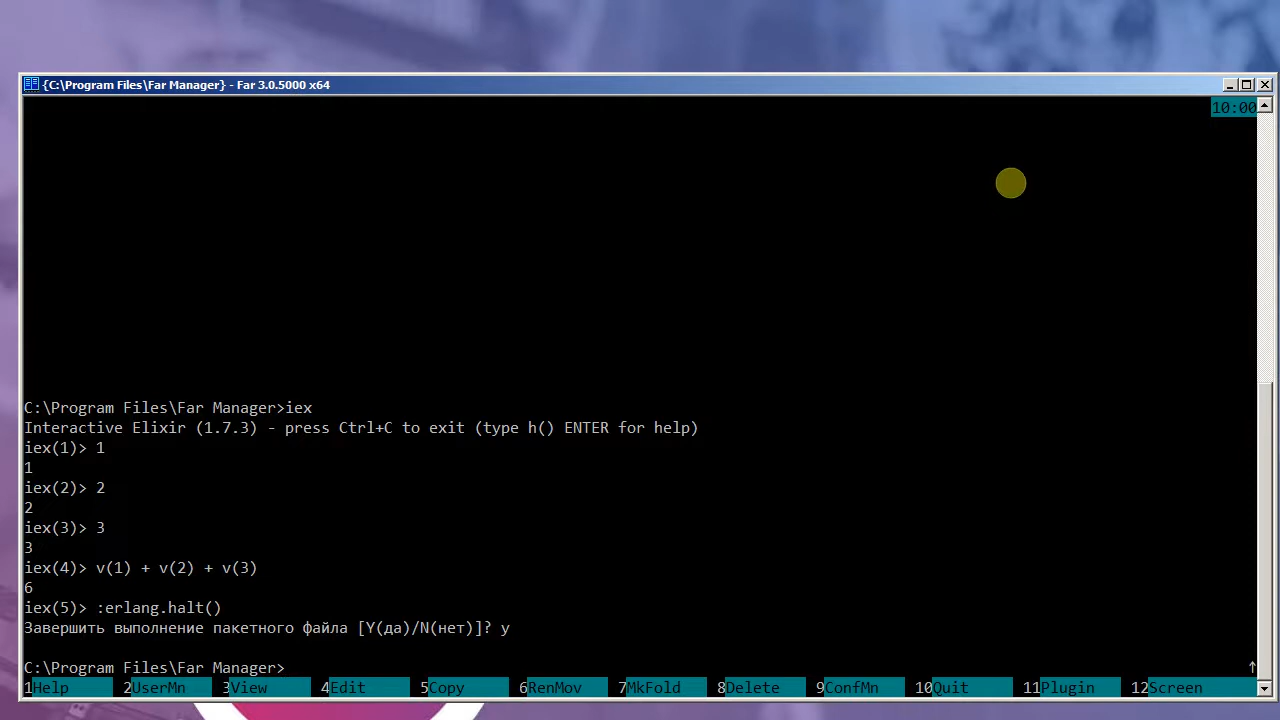 {C:\Program Files\Far Manager} - Far 3.0.5000 x64
10:00
C:\Program Files\Far Manager>iex
Interactive Elixir (1.7.3) - press Ctrl+C to exit (type h() ENTER for help)
iex(1)> 1
1
iex(2)> 2
2
iex(3)> 3
3
iex(4)> v(1) + v(2) + v(3)
6
iex(5)> :erlang.halt()
Завершить выполнение пакетного файла [Y(да)/N(нет)]? y
C:\Program Files\Far Manager> ↑
1Help 2UserMn 3View 4Edit 5Copy 6RenMov 7MkFold 8Delete 9ConfMn 10Quit 11Plugin 12Screen